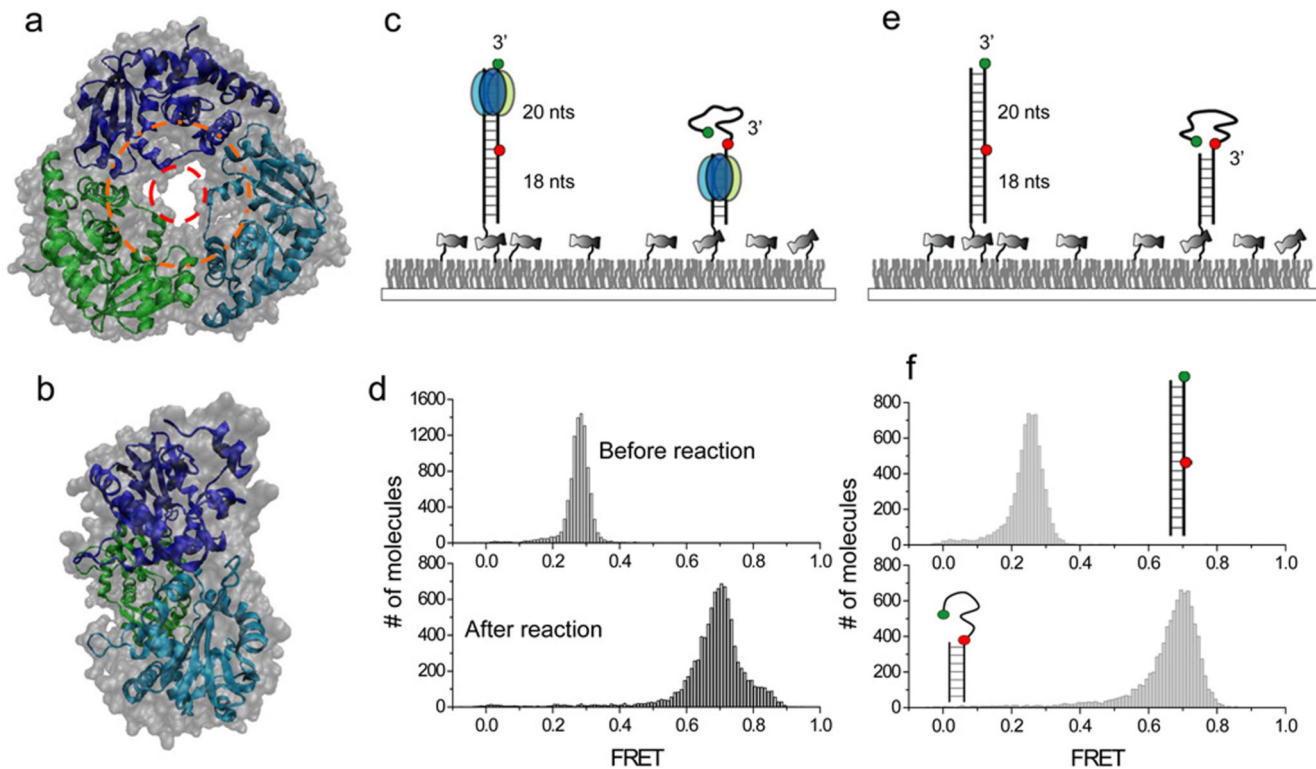 a
b
c
3'
20 nts
18 nts
3'
d
1600
1200
800
400
0
Before reaction
0.0 0.2 0.4 0.6 0.8 1.0
800
600
400
200
0
After reaction
0.0 0.2 0.4 0.6 0.8 1.0
# of molecules
FRET
e
3'
20 nts
18 nts
3'
f
800
600
400
200
0
0.0 0.2 0.4 0.6 0.8 1.0
800
600
400
200
0
0.0 0.2 0.4 0.6 0.8 1.0
# of molecules
FRET